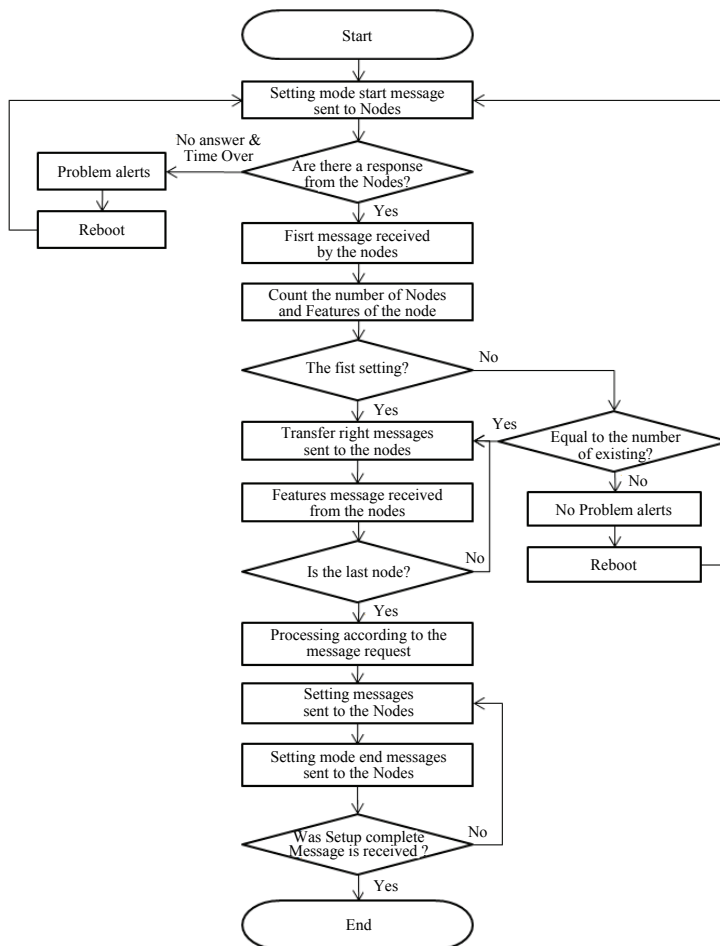 Start
Setting mode start message
sent to Nodes
No answer &
Time Over
Problem alerts
Are there a response
from the Nodes?
Reboot
Yes
Fisrt message received
by the nodes
Count the number of Nodes
and Features of the node
The fist setting?
No
Yes
Transfer right messages
sent to the nodes
Yes
Equal to the number
of existing?
No
Features message received
from the nodes
No Problem alerts
No
Is the last node?
Reboot
Yes
Processing according to the
message request
Setting messages
sent to the Nodes
Setting mode end messages
sent to the Nodes
Was Setup complete
Message is received ?
No
Yes
End